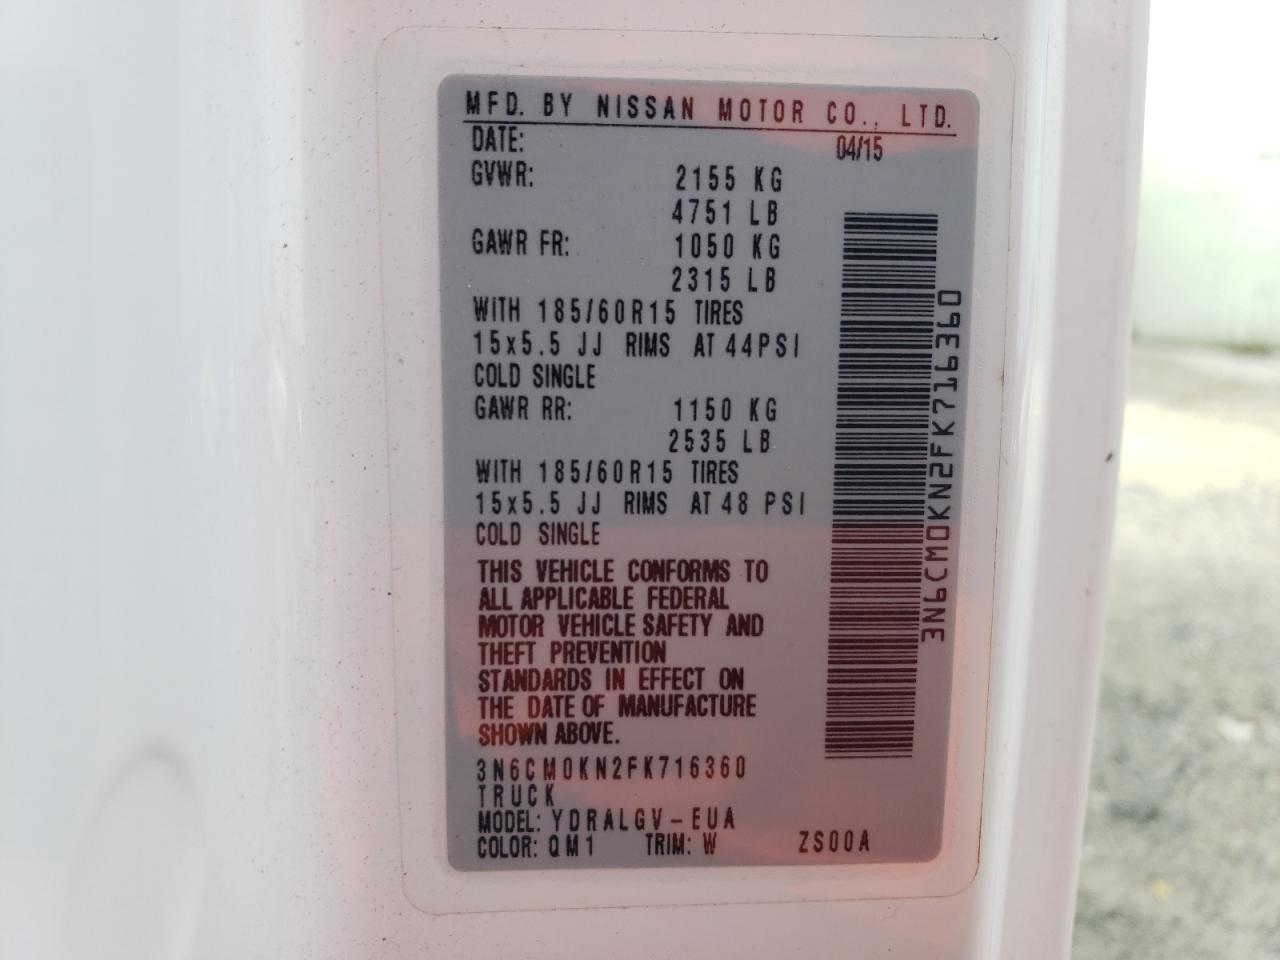 MFD. BY NISSAN MOTOR CO., LTD.
DATE: 04/15
GVWR: 2155 KG
4751 LB
GAWR FR: 1050 KG
2315 LB
WITH 185/60R15 TIRES
15x5.5 JJ RIMS AT 44PSI
COLD SINGLE
GAWR RR: 1150 KG
2535 LB
WITH 185/60R15 TIRES
15x5.5 JJ RIMS AT 48 PSI
COLD SINGLE
THIS VEHICLE CONFORMS TO
ALL APPLICABLE FEDERAL
MOTOR VEHICLE SAFETY AND
THEFT PREVENTION
STANDARDS IN EFFECT ON
THE DATE OF MANUFACTURE
SHOWN ABOVE.
3N6CM0KN2FK716360
TRUCK
MODEL: YDRALGV-EUA
COLOR: QM1 TRIM: W ZS00A
3N6CM0KN2FK716360